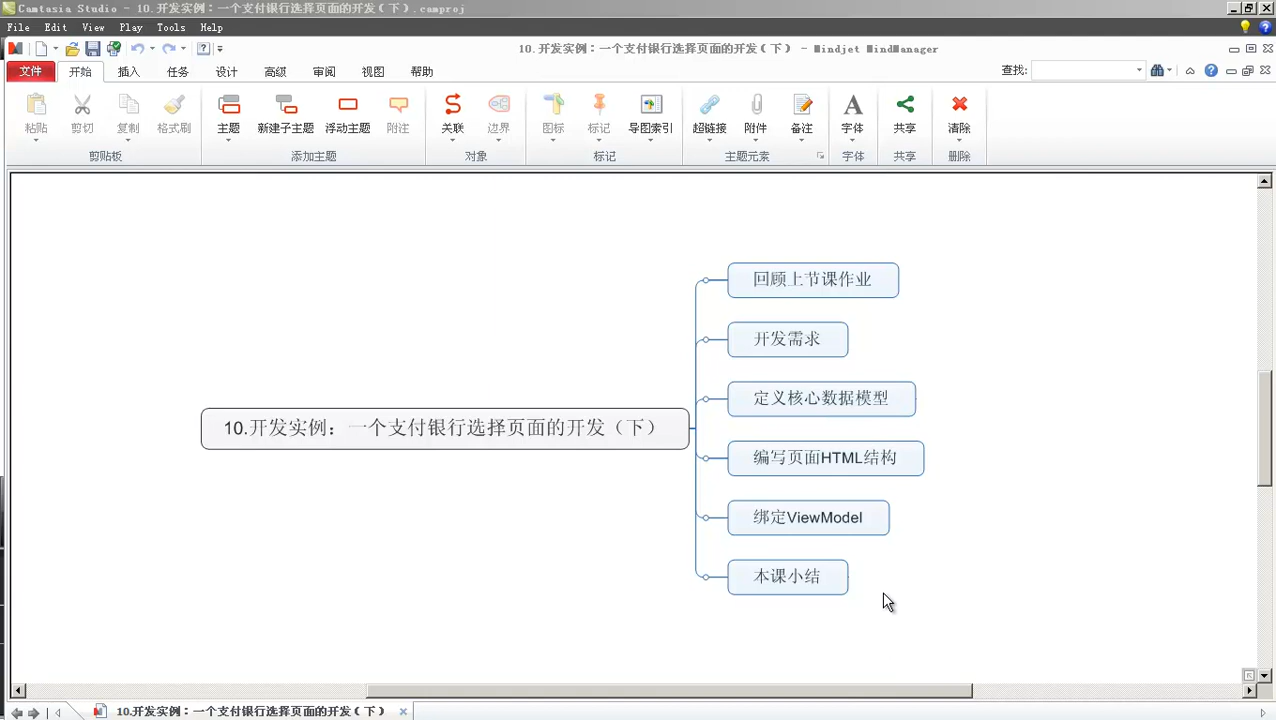 Camtasia Studio - 10.开发实例：一个支付银行选择页面的开发（下）.camproj
File Edit View Play Tools Help
10.开发实例：一个支付银行选择页面的开发（下） - Mindjet MindManager
文件 开始 插入 任务 设计 高级 审阅 视图 帮助 查找:
粘贴 剪切 复制 格式刷 主题 新建子主题 浮动主题 附注 关联 边界 图标 标记 导图索引 超链接 附件 备注 字体 共享 清除
剪贴板 添加主题 对象 标记 主题元素 字体 共享 删除
回顾上节课作业
开发需求
定义核心数据模型
10.开发实例：一个支付银行选择页面的开发（下）
编写页面HTML结构
绑定ViewModel
本课小结
10.开发实例：一个支付银行选择页面的开发（下）